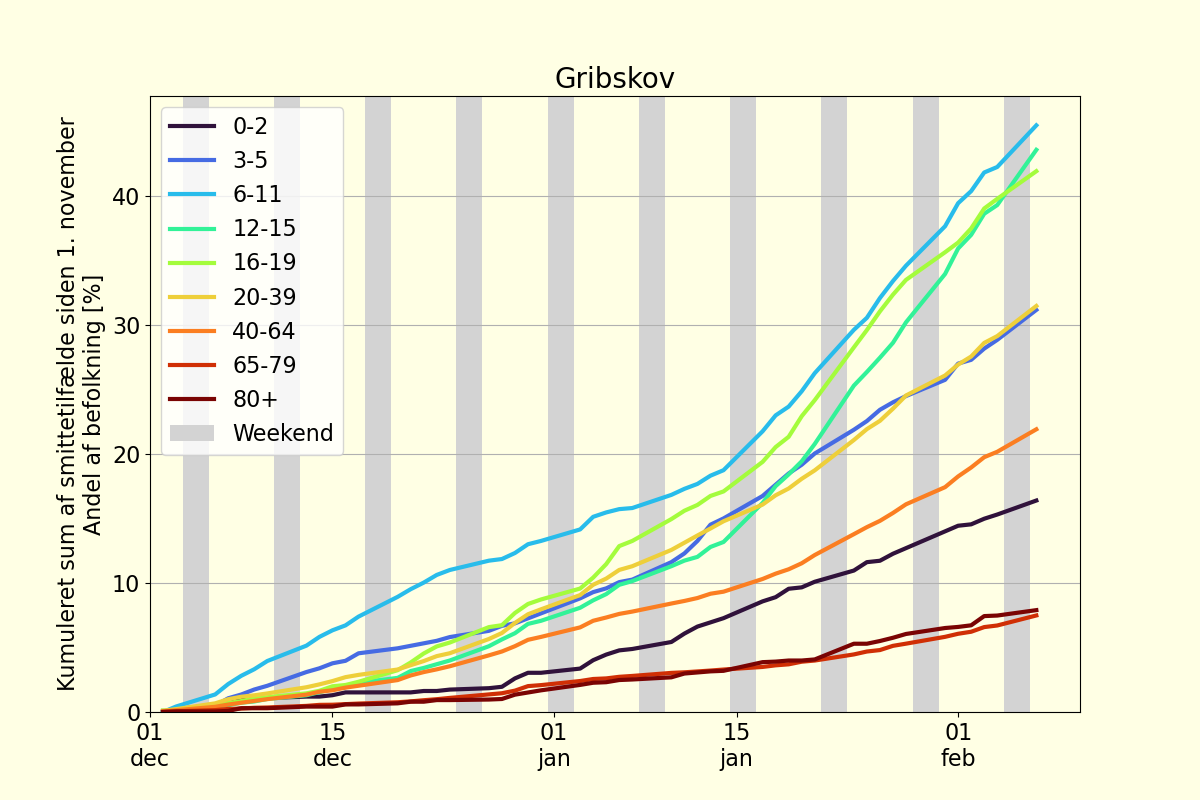 Gribskov
Kumuleret sum af smittetilfælde siden 1. november
Andel af befolkning [%]
40
30
20
10
0
0-2
3-5
6-11
12-15
16-19
20-39
40-64
65-79
80+
Weekend
01
dec
15
dec
01
jan
15
jan
01
feb